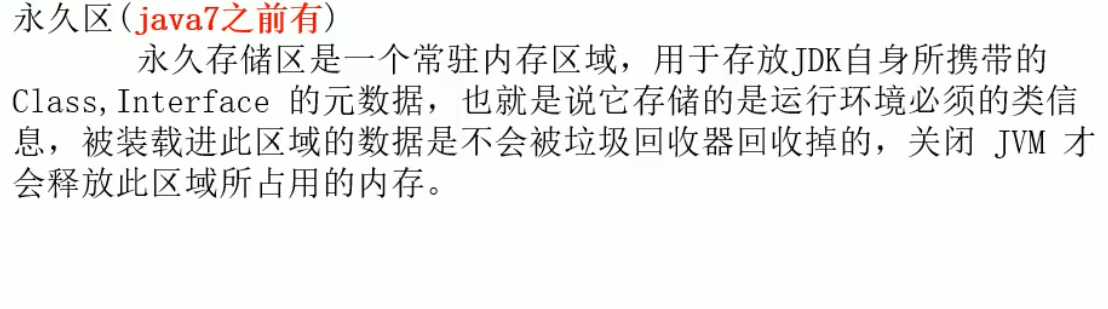 永久区(java7之前有)
永久存储区是一个常驻内存区域，用于存放JDK自身所携带的
Class,Interface 的元数据，也就是说它存储的是运行环境必须的类信
息，被装载进此区域的数据是不会被垃圾回收器回收掉的，关闭 JVM 才
会释放此区域所占用的内存。